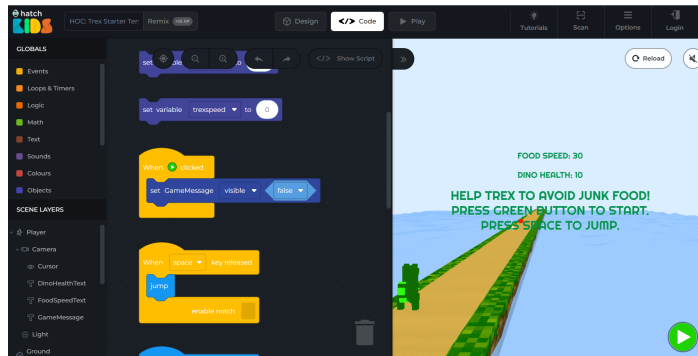 hatch
KIDS
HOC: Trex Starter Tem
Remix
Design
</> Code
Play
Tutorials
Scan
Options
Login
GLOBALS
Events
Loops & Timers
Logic
Math
Text
Sounds
Colours
Objects
SCENE LAYERS
Player
Camera
Cursor
DinoHealthText
FoodSpeedText
GameMessage
Light
Ground
set to
</> Show Script
set variable trexspeed to 0
When clicked
set GameMessage visible false
When space key released
jump
enable notch
Reload
FOOD SPEED: 30
DINO HEALTH: 10
HELP TREX TO AVOID JUNK FOOD!
PRESS GREEN BUTTON TO START.
PRESS SPACE TO JUMP.